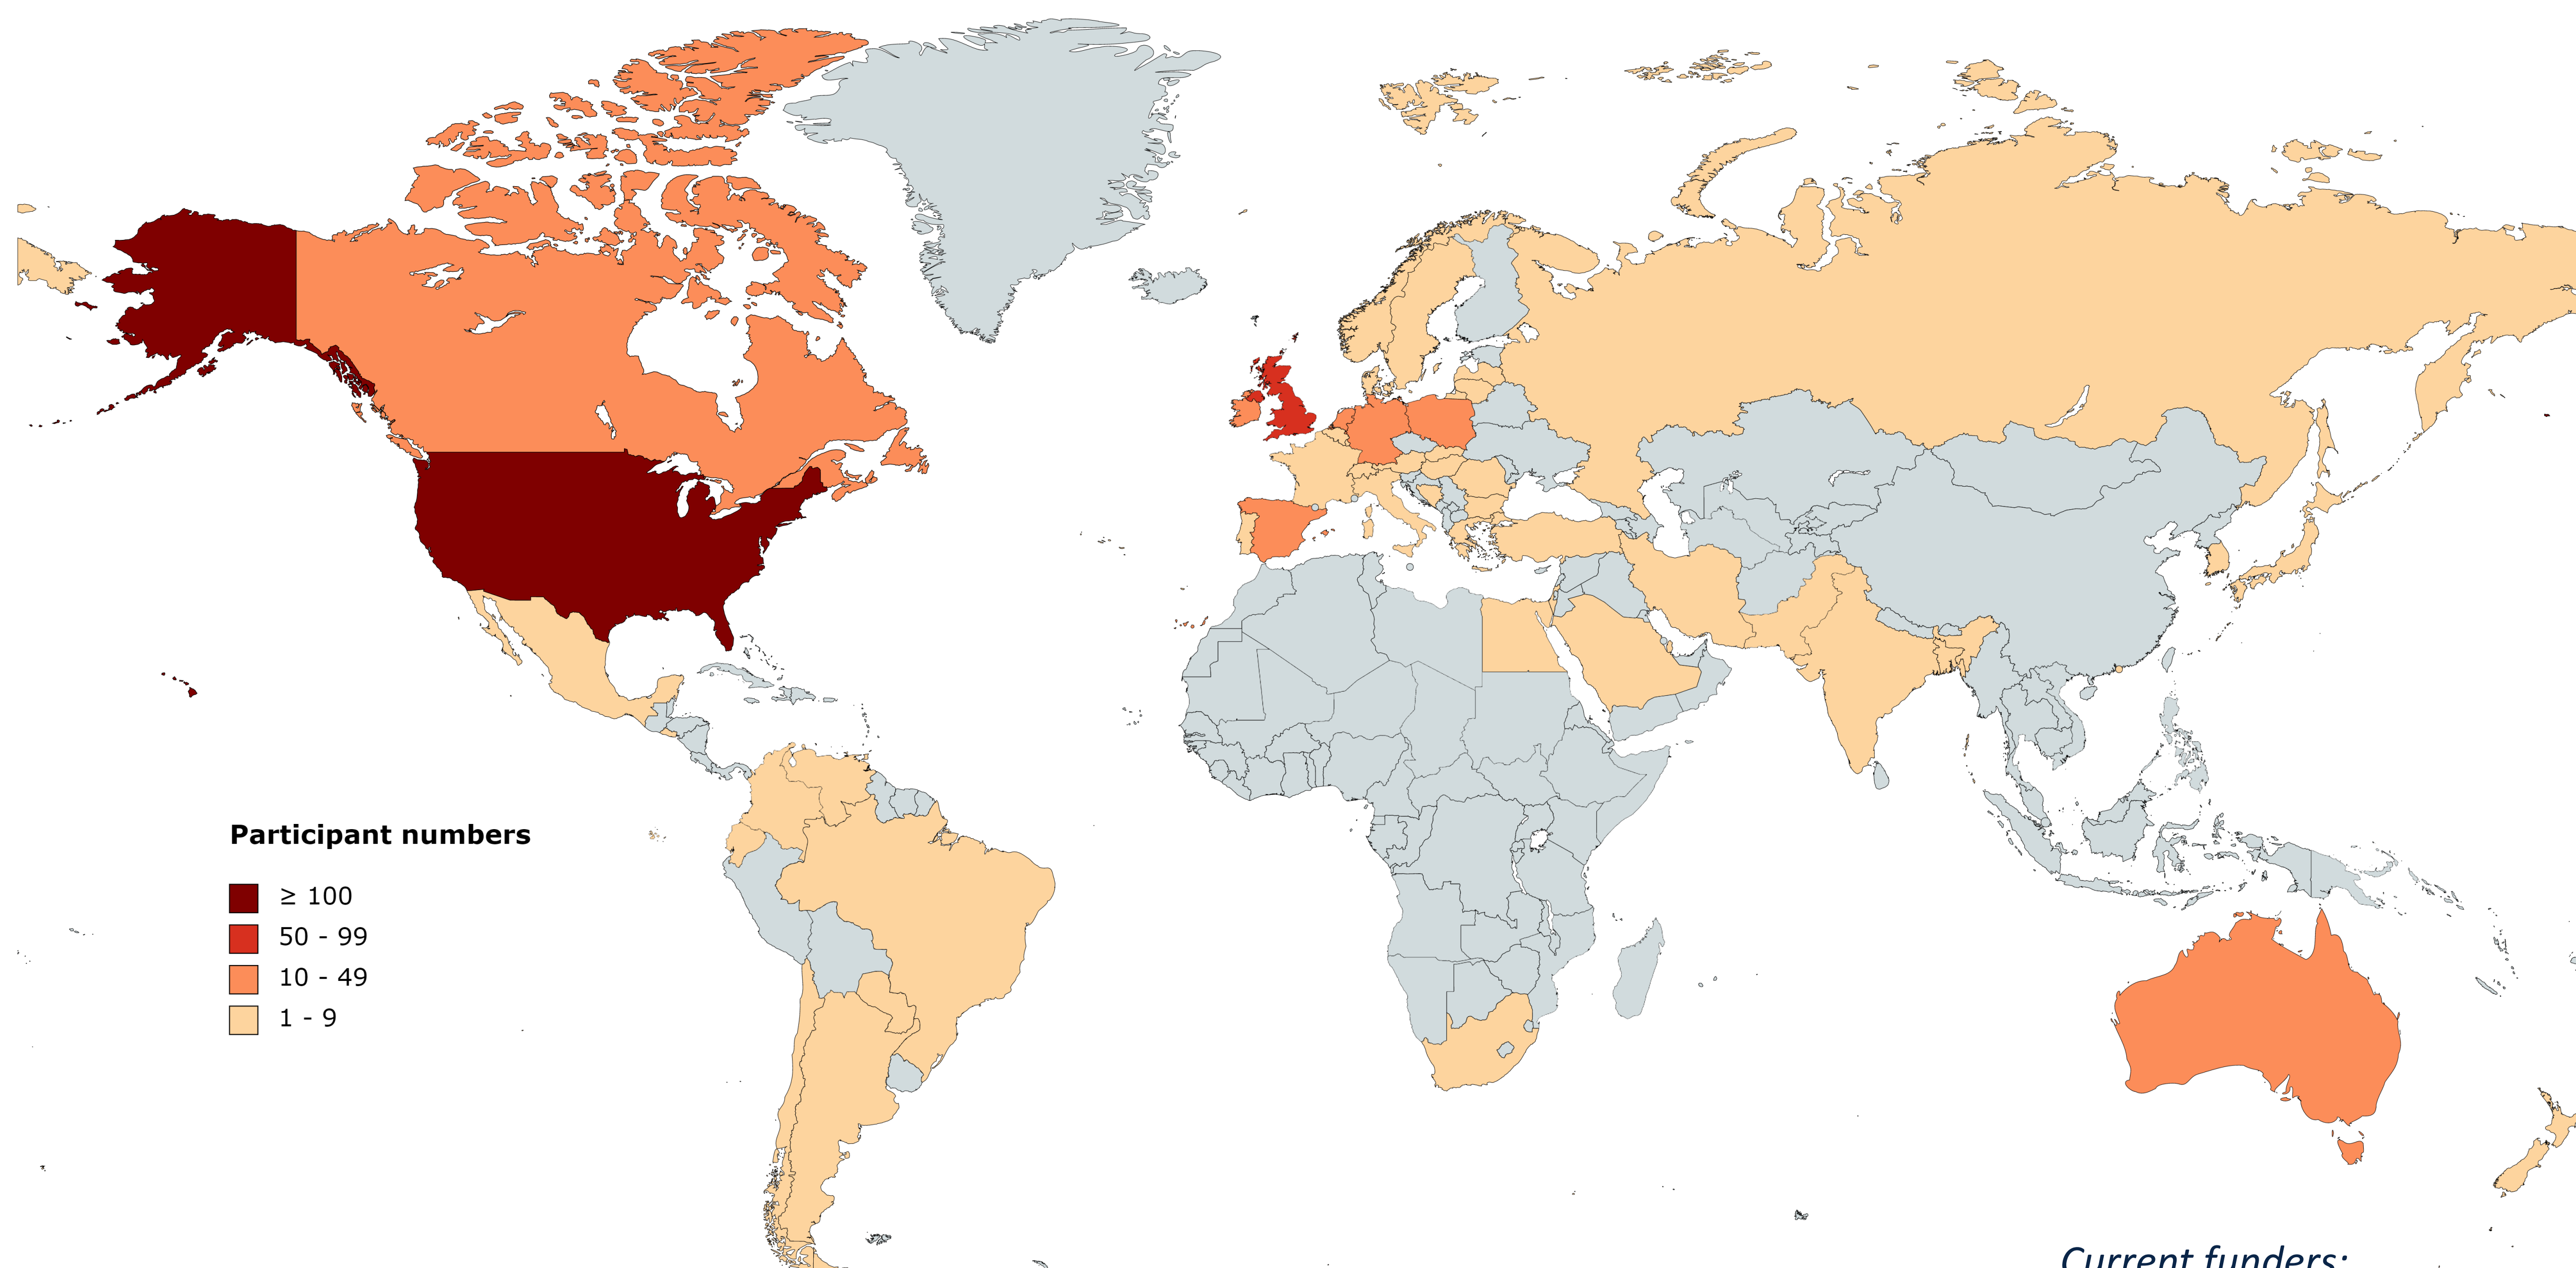 Participant numbers
≥ 100
50 - 99
10 - 49
1 - 9
Current funders: